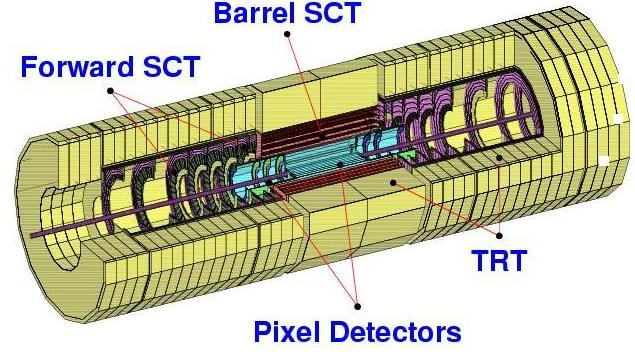 Barrel SCT
Forward SCT
TRT
Pixel Detectors